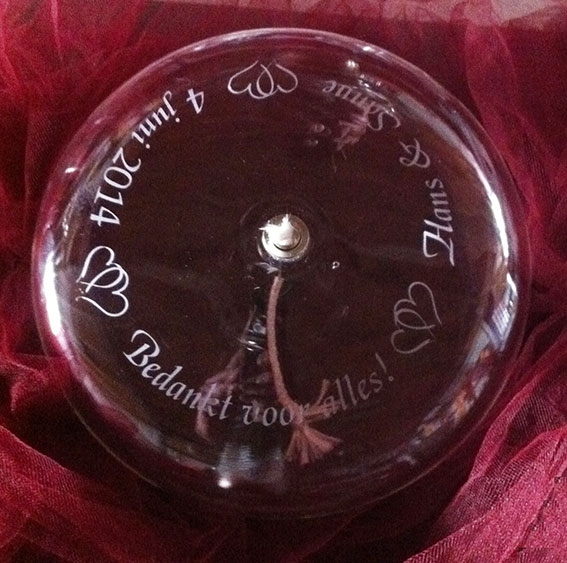 4 juni 2014
Hans & Sanne
Bedankt voor alles!